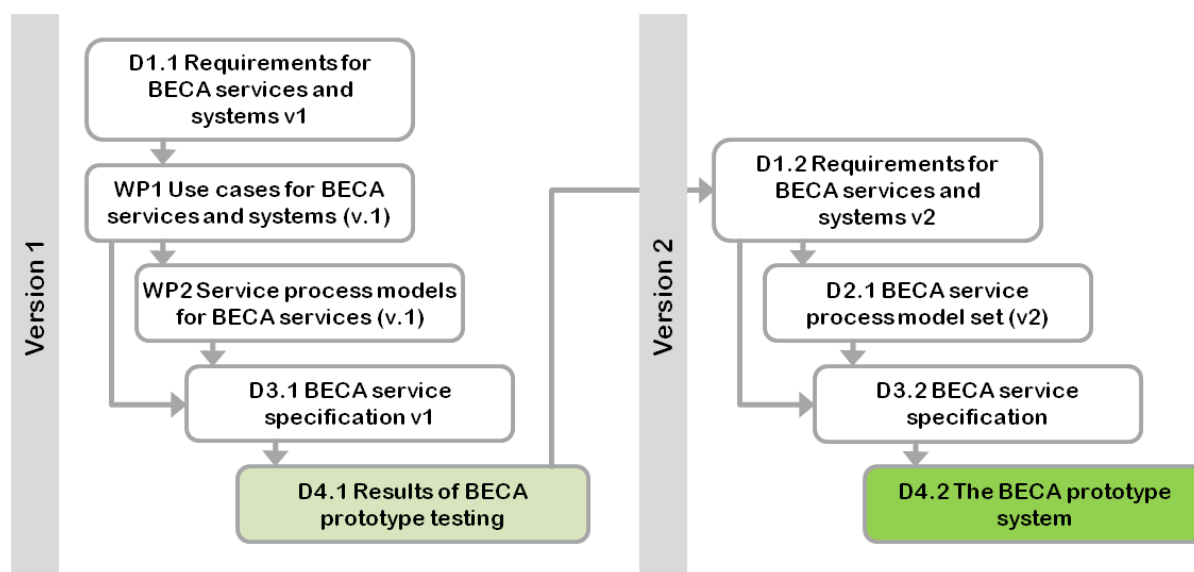 Version 1
D1.1 Requirements for
BECA services and
systems v1
WP1 Use cases for BECA
services and systems (v.1)
WP2 Service process models
for BECA services (v.1)
D3.1 BECA service
specification v1
D4.1 Results of BECA
prototype testing
Version 2
D1.2 Requirements for
BECA services and
systems v2
D2.1 BECA service
process model set (v2)
D3.2 BECA service
specification
D4.2 The BECA prototype
system